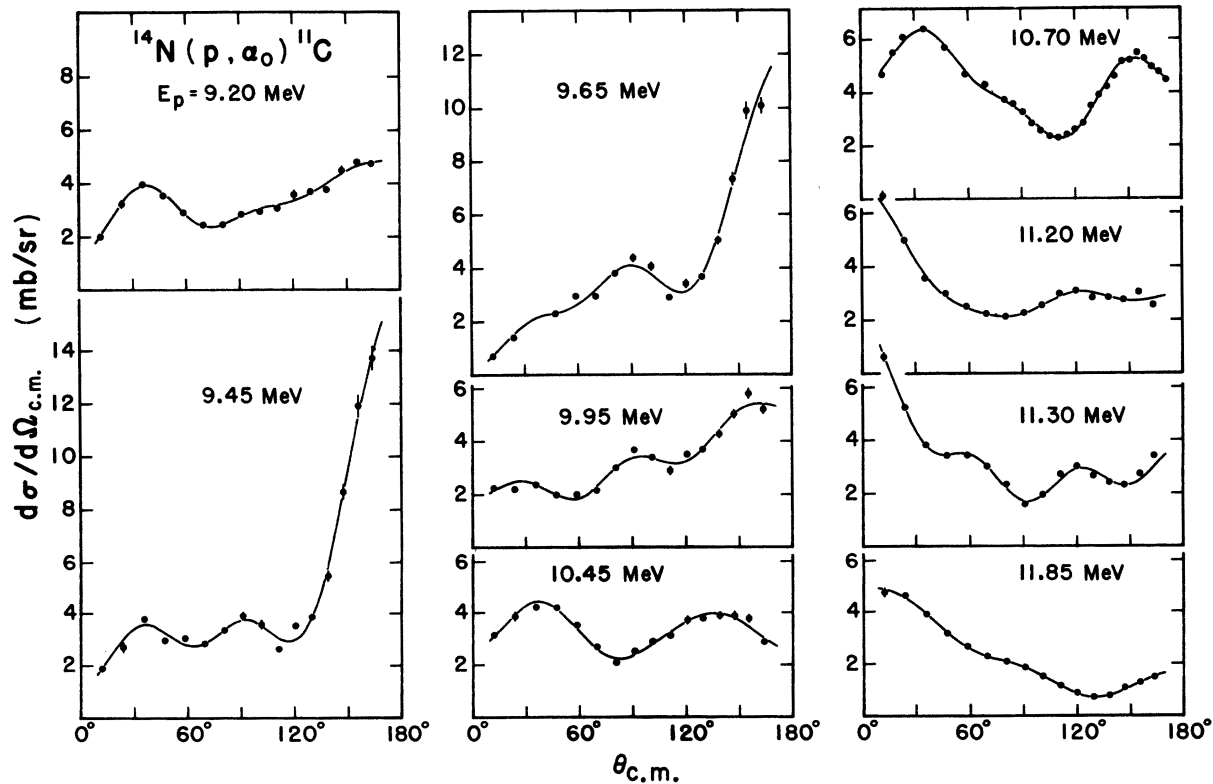 ¹⁴N(p,α₀)¹¹C
E_p = 9.20 MeV
10
8
6
4
2
9.45 MeV
14
12
10
8
6
4
2
0° 60° 120° 180°
dσ/dΩ_c.m. (mb/sr)
9.65 MeV
12
10
8
6
4
2
9.95 MeV
6
4
2
10.45 MeV
6
4
2
0° 60° 120° 180°
θ_c.m.
10.70 MeV
6
4
2
11.20 MeV
6
4
2
11.30 MeV
6
4
2
11.85 MeV
6
4
2
0° 60° 120° 180°